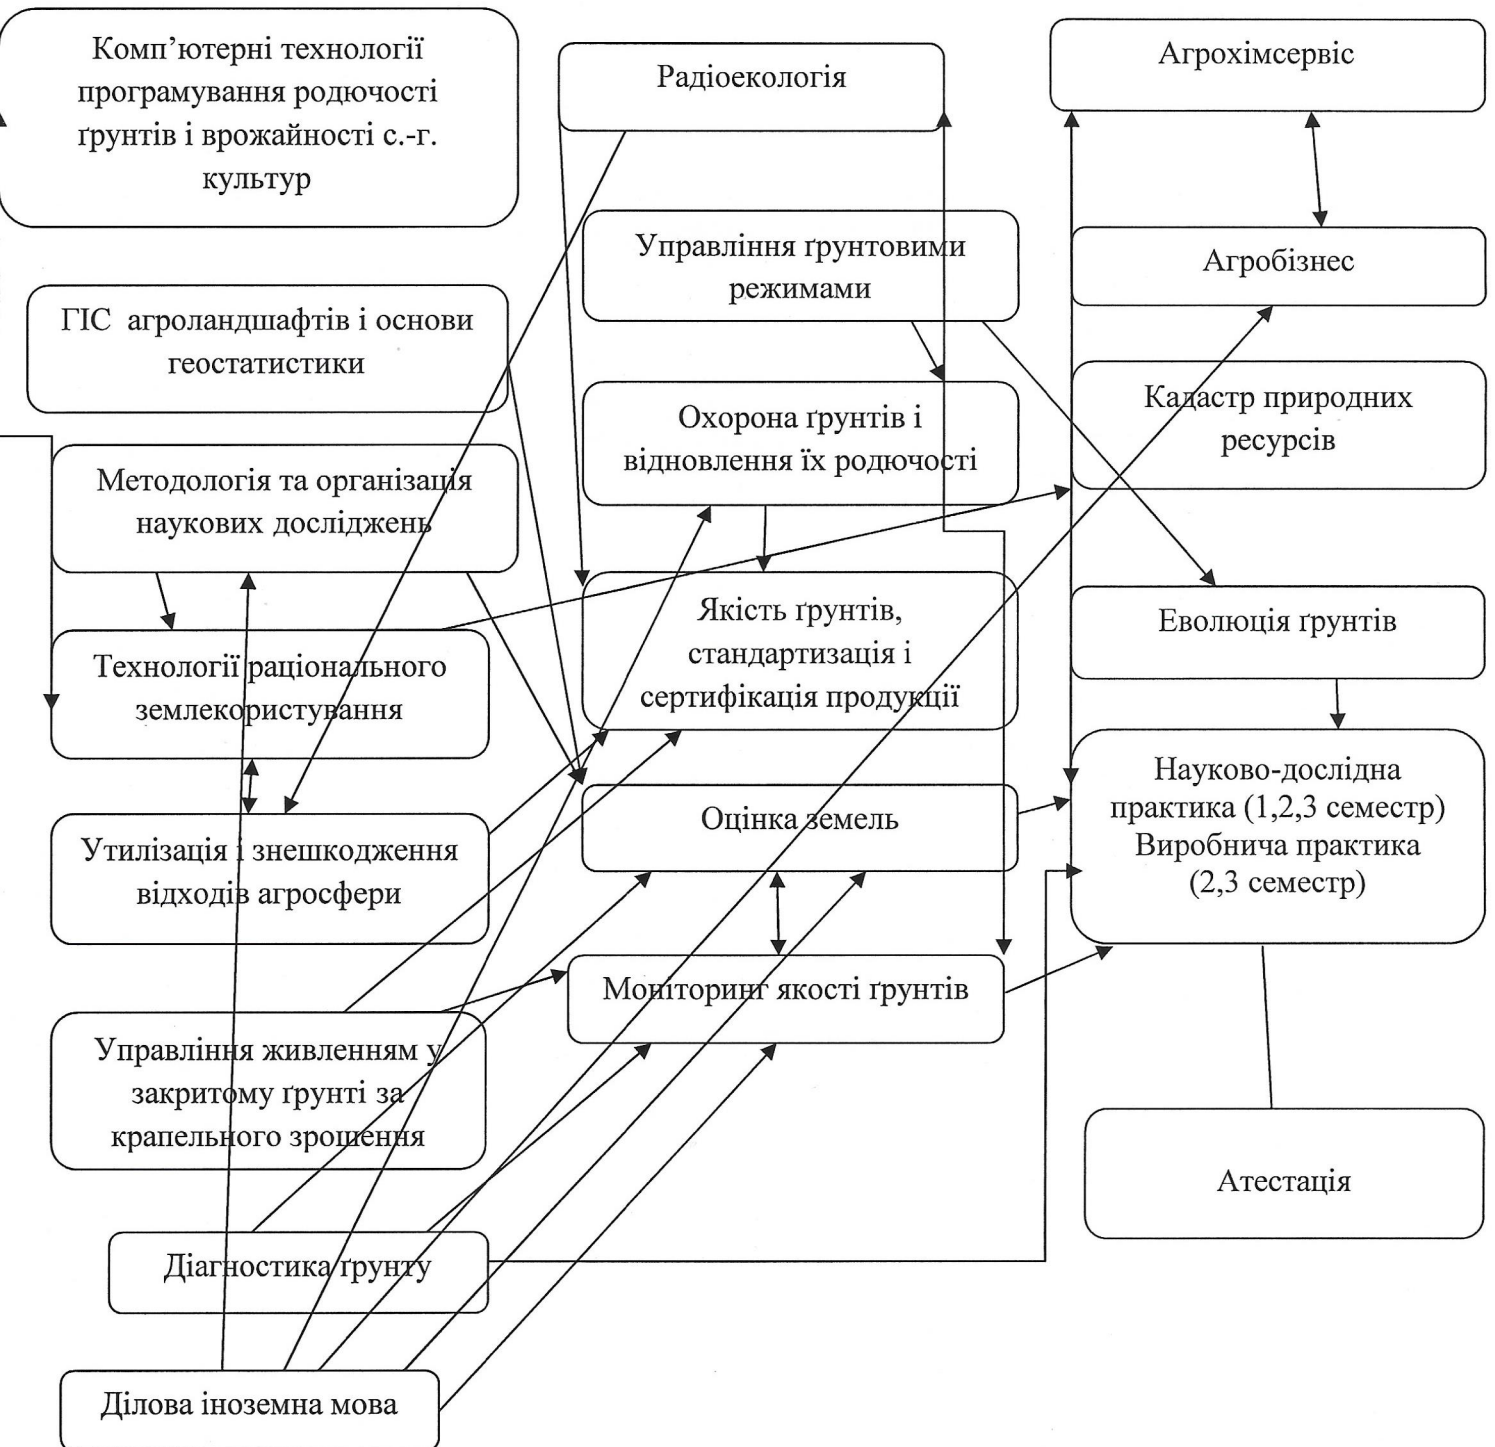 Комп’ютерні технології
програмування родючості
ґрунтів і врожайності с.-г.
культур
ГІС  агроландшафтів і основи
геостатистики
Методологія та організація
наукових досліджень
Технології раціонального
землекористування
Утилізація і знешкодження
відходів агросфери
Управління живленням у
закритому ґрунті за
крапельного зрошення
Діагностика ґрунту
Ділова іноземна мова
Радіоекологія
Управління ґрунтовими
режимами
Охорона ґрунтів і
відновлення їх родючості
Якість ґрунтів,
стандартизація і
сертифікація продукції
Оцінка земель
Моніторинг якості ґрунтів
Агрохімсервіс
Агробізнес
Кадастр природних
ресурсів
Еволюція ґрунтів
Науково-дослідна
практика (1,2,3 семестр)
Виробнича практика
(2,3 семестр)
Атестація